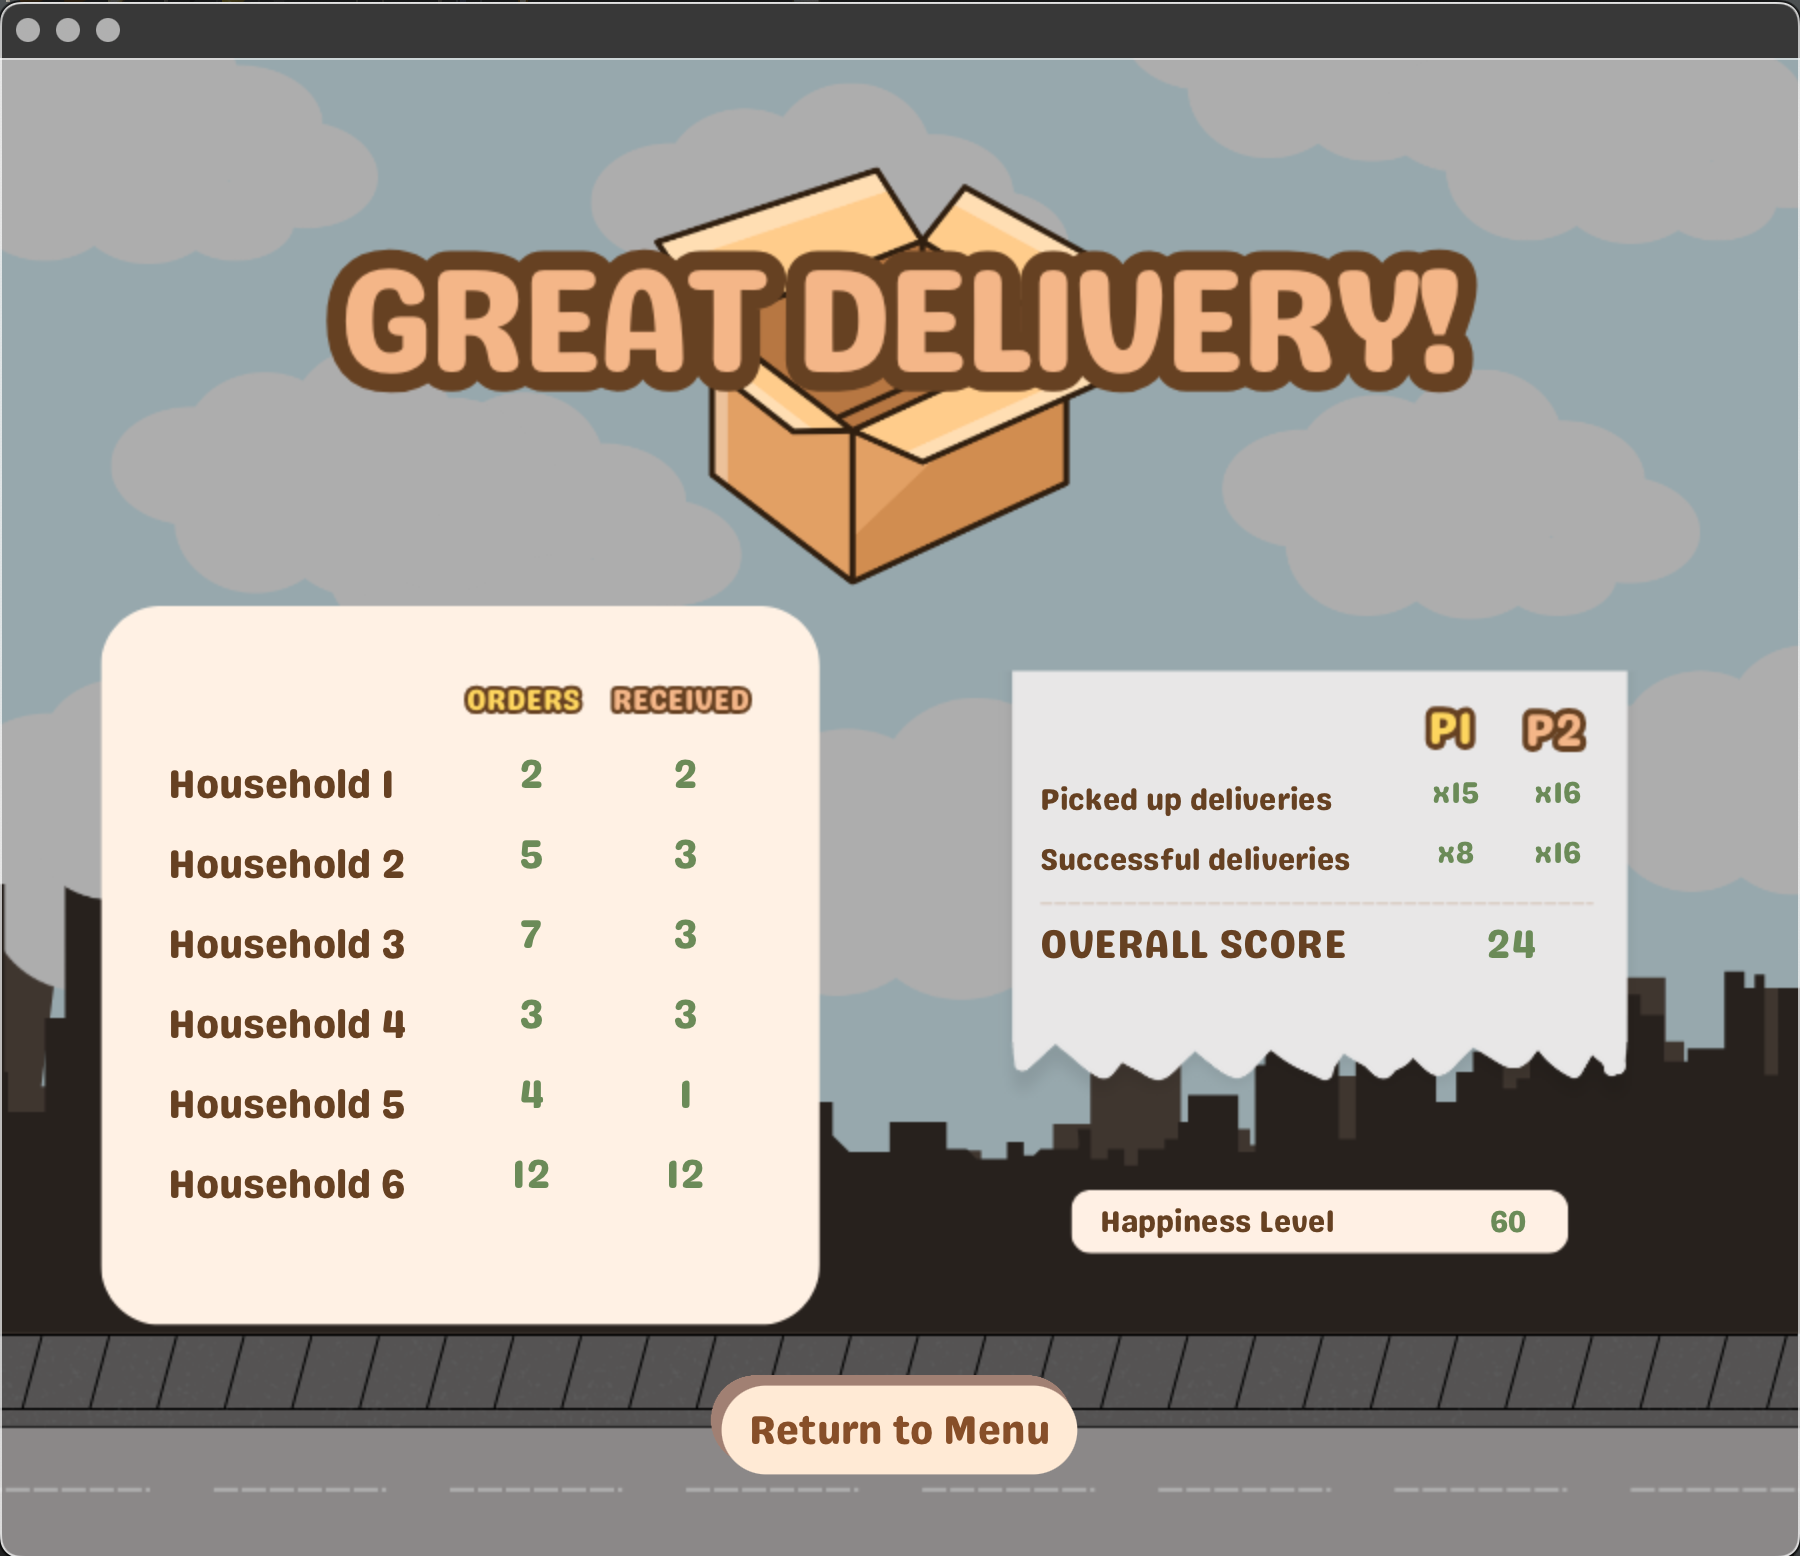 GREAT DELIVERY!
ORDERS RECEIVED
Household 1 2 2
Household 2 5 3
Household 3 7 3
Household 4 3 3
Household 5 4 1
Household 6 12 12
P1 P2
Picked up deliveries x15 x16
Successful deliveries x8 x16
OVERALL SCORE 24
Happiness Level 60
Return to Menu